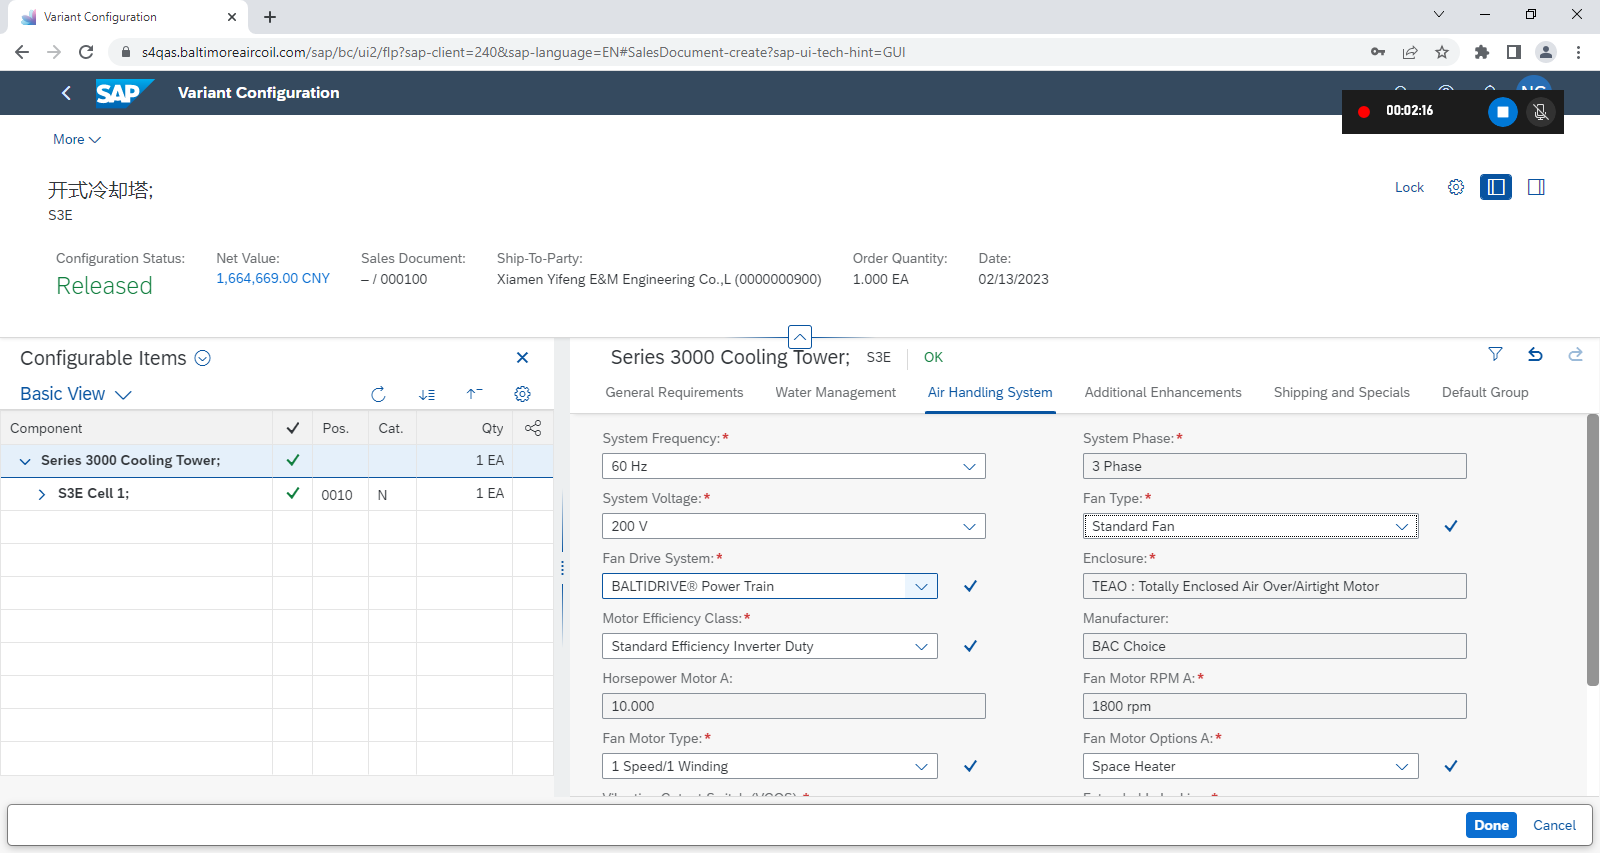 Variant Configuration
s4qas.baltimoreaircoil.com/sap/bc/ui2/flp?sap-client=240&sap-language=EN#SalesDocument-create?sap-ui-tech-hint=GUI
SAP Variant Configuration
00:02:16
More
开式冷却塔;
S3E
Lock
Configuration Status: Net Value: Sales Document: Ship-To-Party: Order Quantity: Date:
Released 1,664,669.00 CNY – / 000100 Xiamen Yifeng E&M Engineering Co.,L (0000000900) 1.000 EA 02/13/2023
Configurable Items
Basic View
Component Pos. Cat. Qty
Series 3000 Cooling Tower; 1 EA
S3E Cell 1; 0010 N 1 EA
Series 3000 Cooling Tower; S3E OK
General Requirements Water Management Air Handling System Additional Enhancements Shipping and Specials Default Group
System Frequency:* System Phase:*
60 Hz 3 Phase
System Voltage:* Fan Type:*
200 V Standard Fan
Fan Drive System:* Enclosure:*
BALTIDRIVE® Power Train TEAO : Totally Enclosed Air Over/Airtight Motor
Motor Efficiency Class:* Manufacturer:
Standard Efficiency Inverter Duty BAC Choice
Horsepower Motor A: Fan Motor RPM A:*
10.000 1800 rpm
Fan Motor Type:* Fan Motor Options A:*
1 Speed/1 Winding Space Heater
Done Cancel